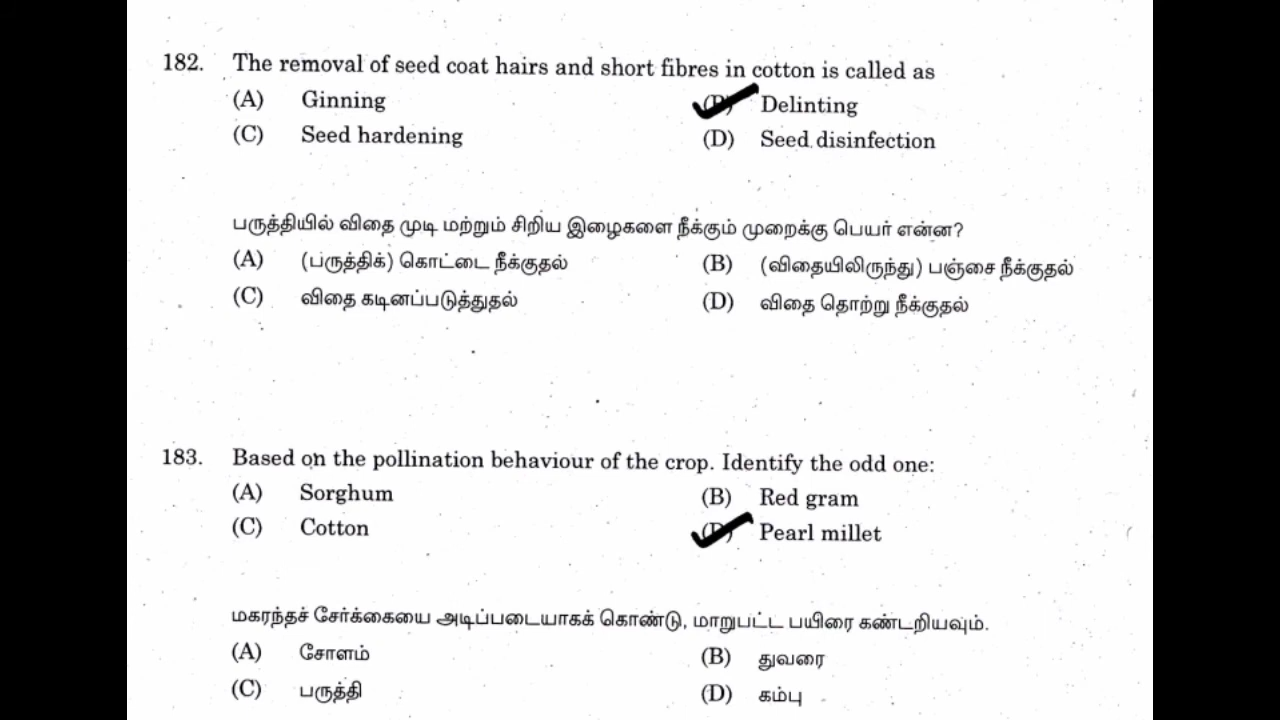 182. The removal of seed coat hairs and short fibres in cotton is called as
(A) Ginning (B) Delinting
(C) Seed hardening (D) Seed disinfection
பருத்தியில் விதை முடி மற்றும் சிறிய இழைகளை நீக்கும் முறைக்கு பெயர் என்ன?
(A) (பருத்திக்) கொட்டை நீக்குதல் (B) (விதையிலிருந்து) பஞ்சை நீக்குதல்
(C) விதை கடினப்படுத்துதல் (D) விதை தொற்று நீக்குதல்
183. Based on the pollination behaviour of the crop. Identify the odd one:
(A) Sorghum (B) Red gram
(C) Cotton (D) Pearl millet
மகரந்தச் சேர்க்கையை அடிப்படையாகக் கொண்டு, மாறுபட்ட பயிரை கண்டறியவும்.
(A) சோளம் (B) துவரை
(C) பருத்தி (D) கம்பு